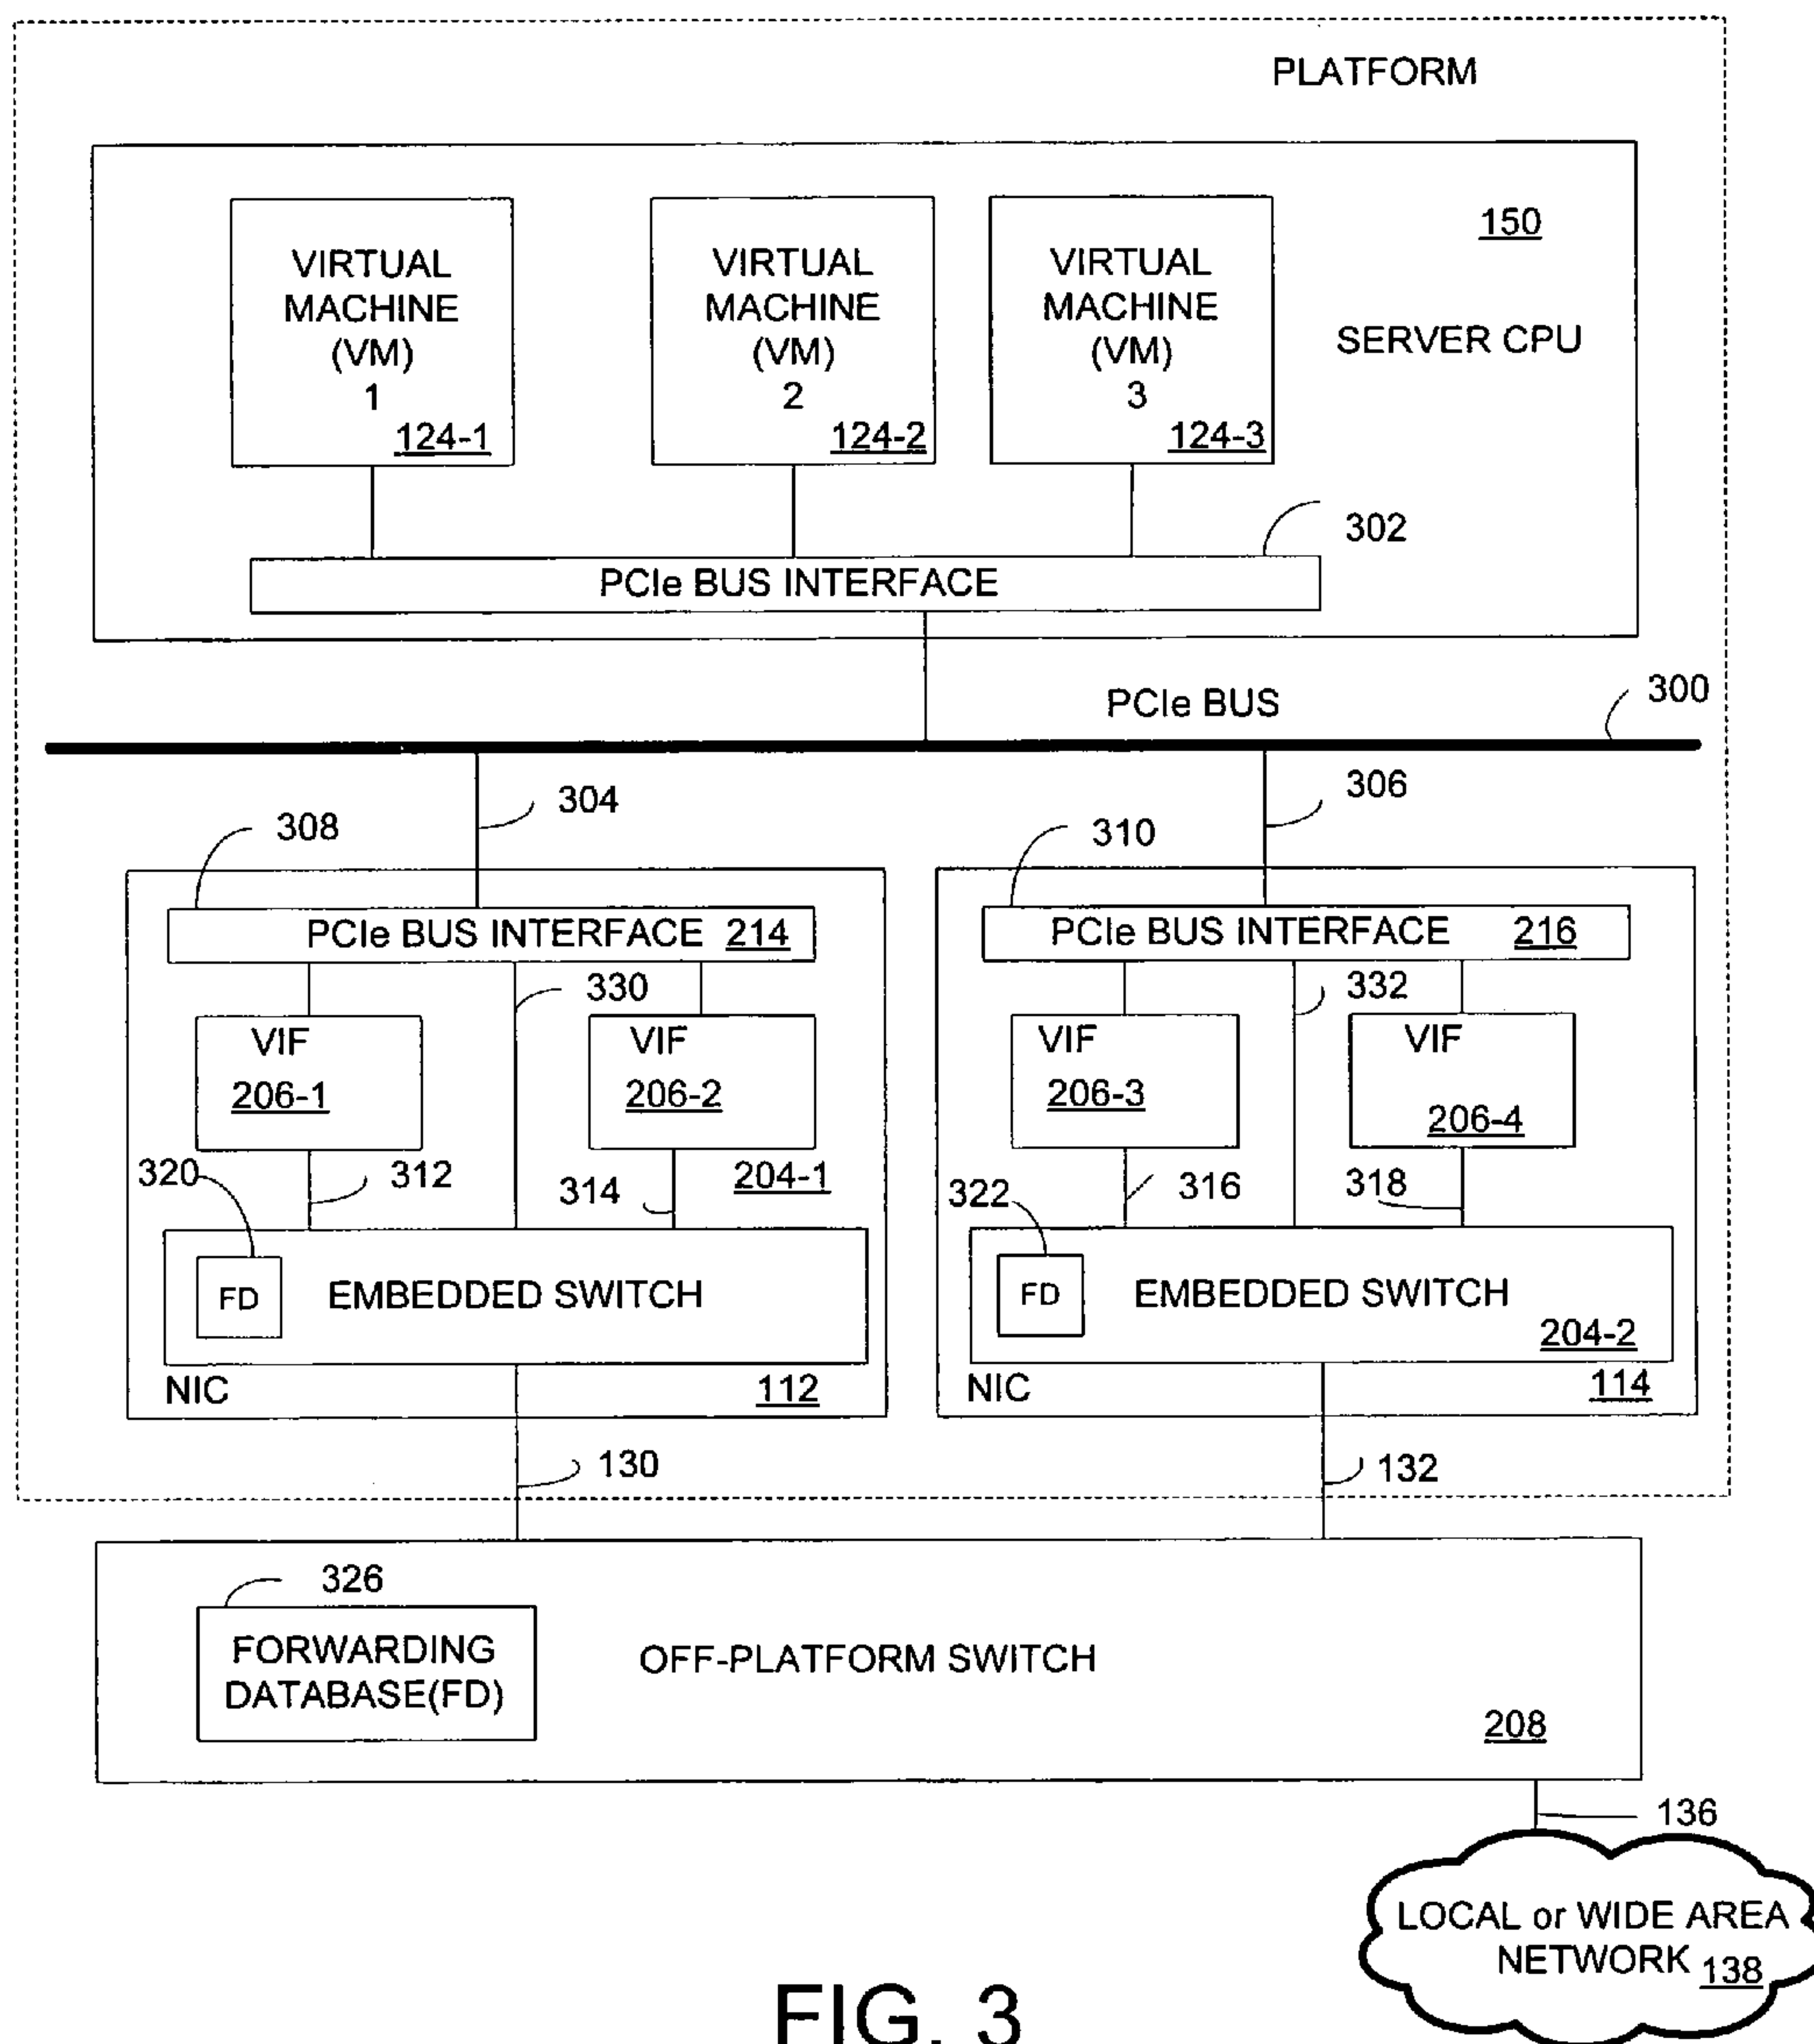 PLATFORM
VIRTUAL
MACHINE
(VM)
1
124-1
VIRTUAL
MACHINE
(VM)
2
124-2
VIRTUAL
MACHINE
(VM)
3
124-3
150
SERVER CPU
302
PCIe BUS INTERFACE
PCIe BUS
300
304
306
308
310
PCIe BUS INTERFACE 214
PCIe BUS INTERFACE 216
330
332
VIF
206-1
VIF
206-2
VIF
206-3
VIF
206-4
320
312
314
204-1
322
316
318
FD
EMBEDDED SWITCH
FD
EMBEDDED SWITCH
204-2
NIC
112
NIC
114
130
132
326
FORWARDING
DATABASE(FD)
OFF-PLATFORM SWITCH
208
136
LOCAL or WIDE AREA
NETWORK 138
FIG. 3